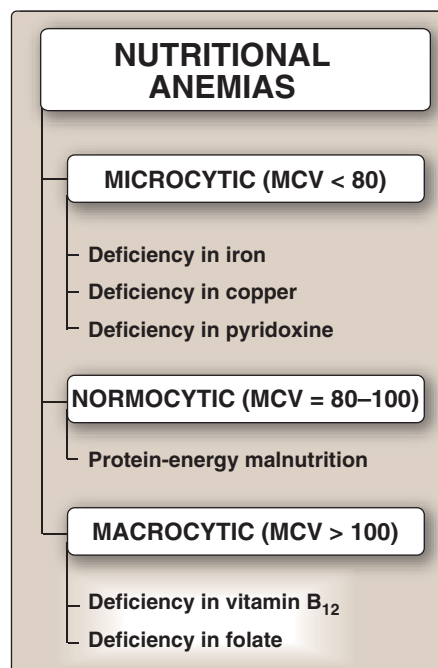 NUTRITIONAL
ANEMIAS
MICROCYTIC (MCV < 80)
Deficiency in iron
Deficiency in copper
Deficiency in pyridoxine
NORMOCYTIC (MCV = 80–100)
Protein-energy malnutrition
MACROCYTIC (MCV > 100)
Deficiency in vitamin B₁₂
Deficiency in folate